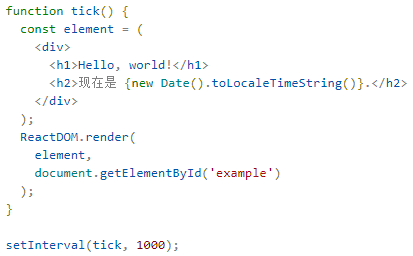 function tick() {
  const element = (
    <div>
      <h1>Hello, world!</h1>
      <h2>现在是 {new Date().toLocaleTimeString()}.</h2>
    </div>
  );
  ReactDOM.render(
    element,
    document.getElementById('example')
  );
}

setInterval(tick, 1000);